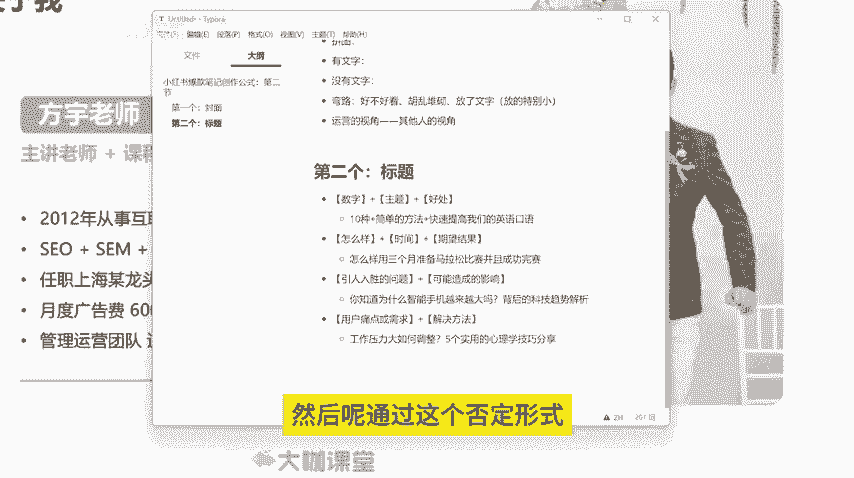 Untitled• - Typora
编辑(E) 段落(P) 格式(O) 视图(V) 主题(T) 帮助(H)
文件 大纲
小红书爆款笔记创作公式：第二
节
第一个：封面
第二个：标题
有文字：
没有文字：
弯路：好不好看、胡乱堆砌、放了文字（放的特别小）
运营的视角——其他人的视角
第二个：标题
【数字】+【主题】+【好处】
10种+简单的方法+快速提高我们的英语口语
【怎么样】+【时间】+【期望结果】
怎么样用三个月准备马拉松比赛并且成功完赛
【引人入胜的问题】+【可能造成的影响】
你知道为什么智能手机越来越大吗？背后的科技趋势解析
【用户痛点或需求】+【解决方法】
工作压力大如何调整？5个实用的心理学技巧分享
方宇老师
主讲老师 + 课程
2012年从事互联
SEO + SEM +
任职上海某龙头
月度广告费 600
管理运营团队
然后呢通过这个否定形式
大咖课堂